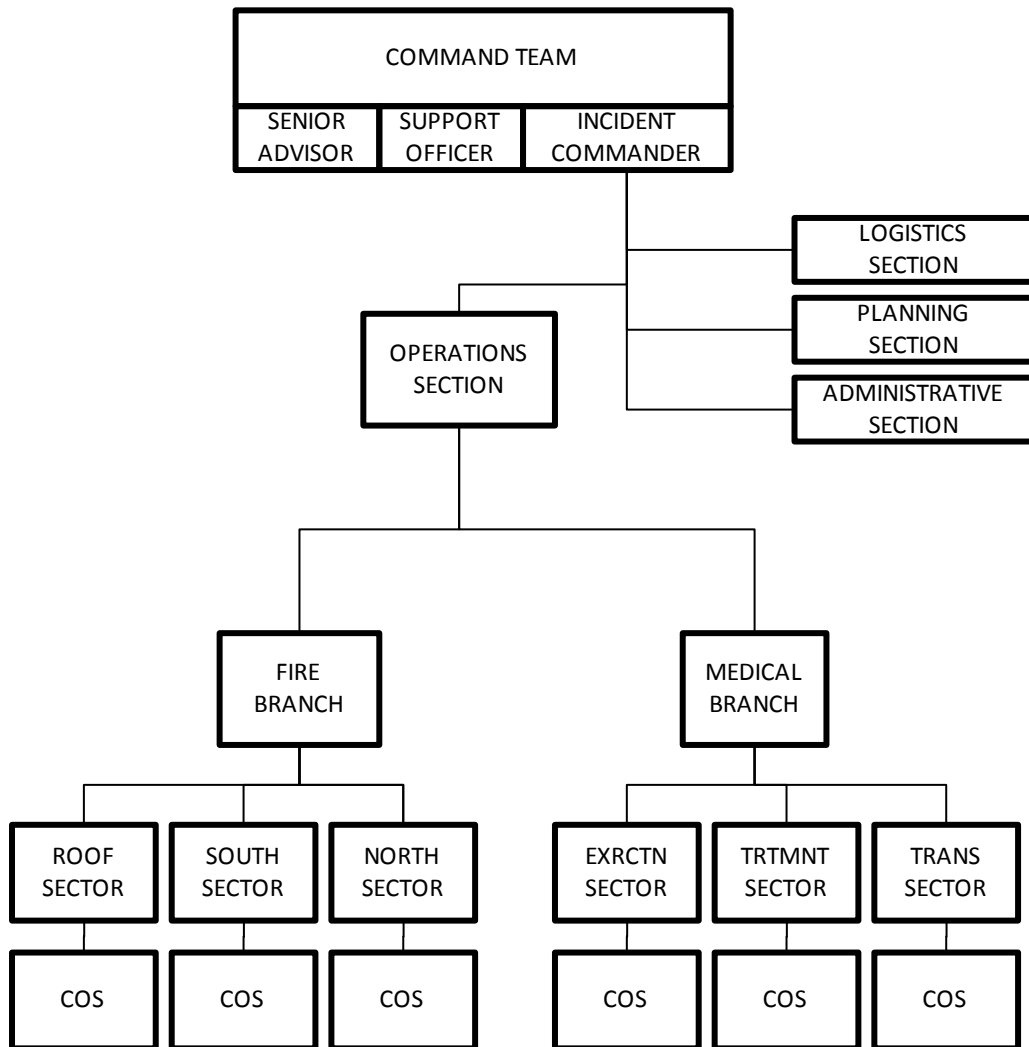 COMMAND TEAM
SENIOR
ADVISOR
SUPPORT
OFFICER
INCIDENT
COMMANDER
LOGISTICS
SECTION
PLANNING
SECTION
ADMINISTRATIVE
SECTION
OPERATIONS
SECTION
FIRE
BRANCH
MEDICAL
BRANCH
ROOF
SECTOR
SOUTH
SECTOR
NORTH
SECTOR
EXRCTN
SECTOR
TRTMNT
SECTOR
TRANS
SECTOR
COS
COS
COS
COS
COS
COS